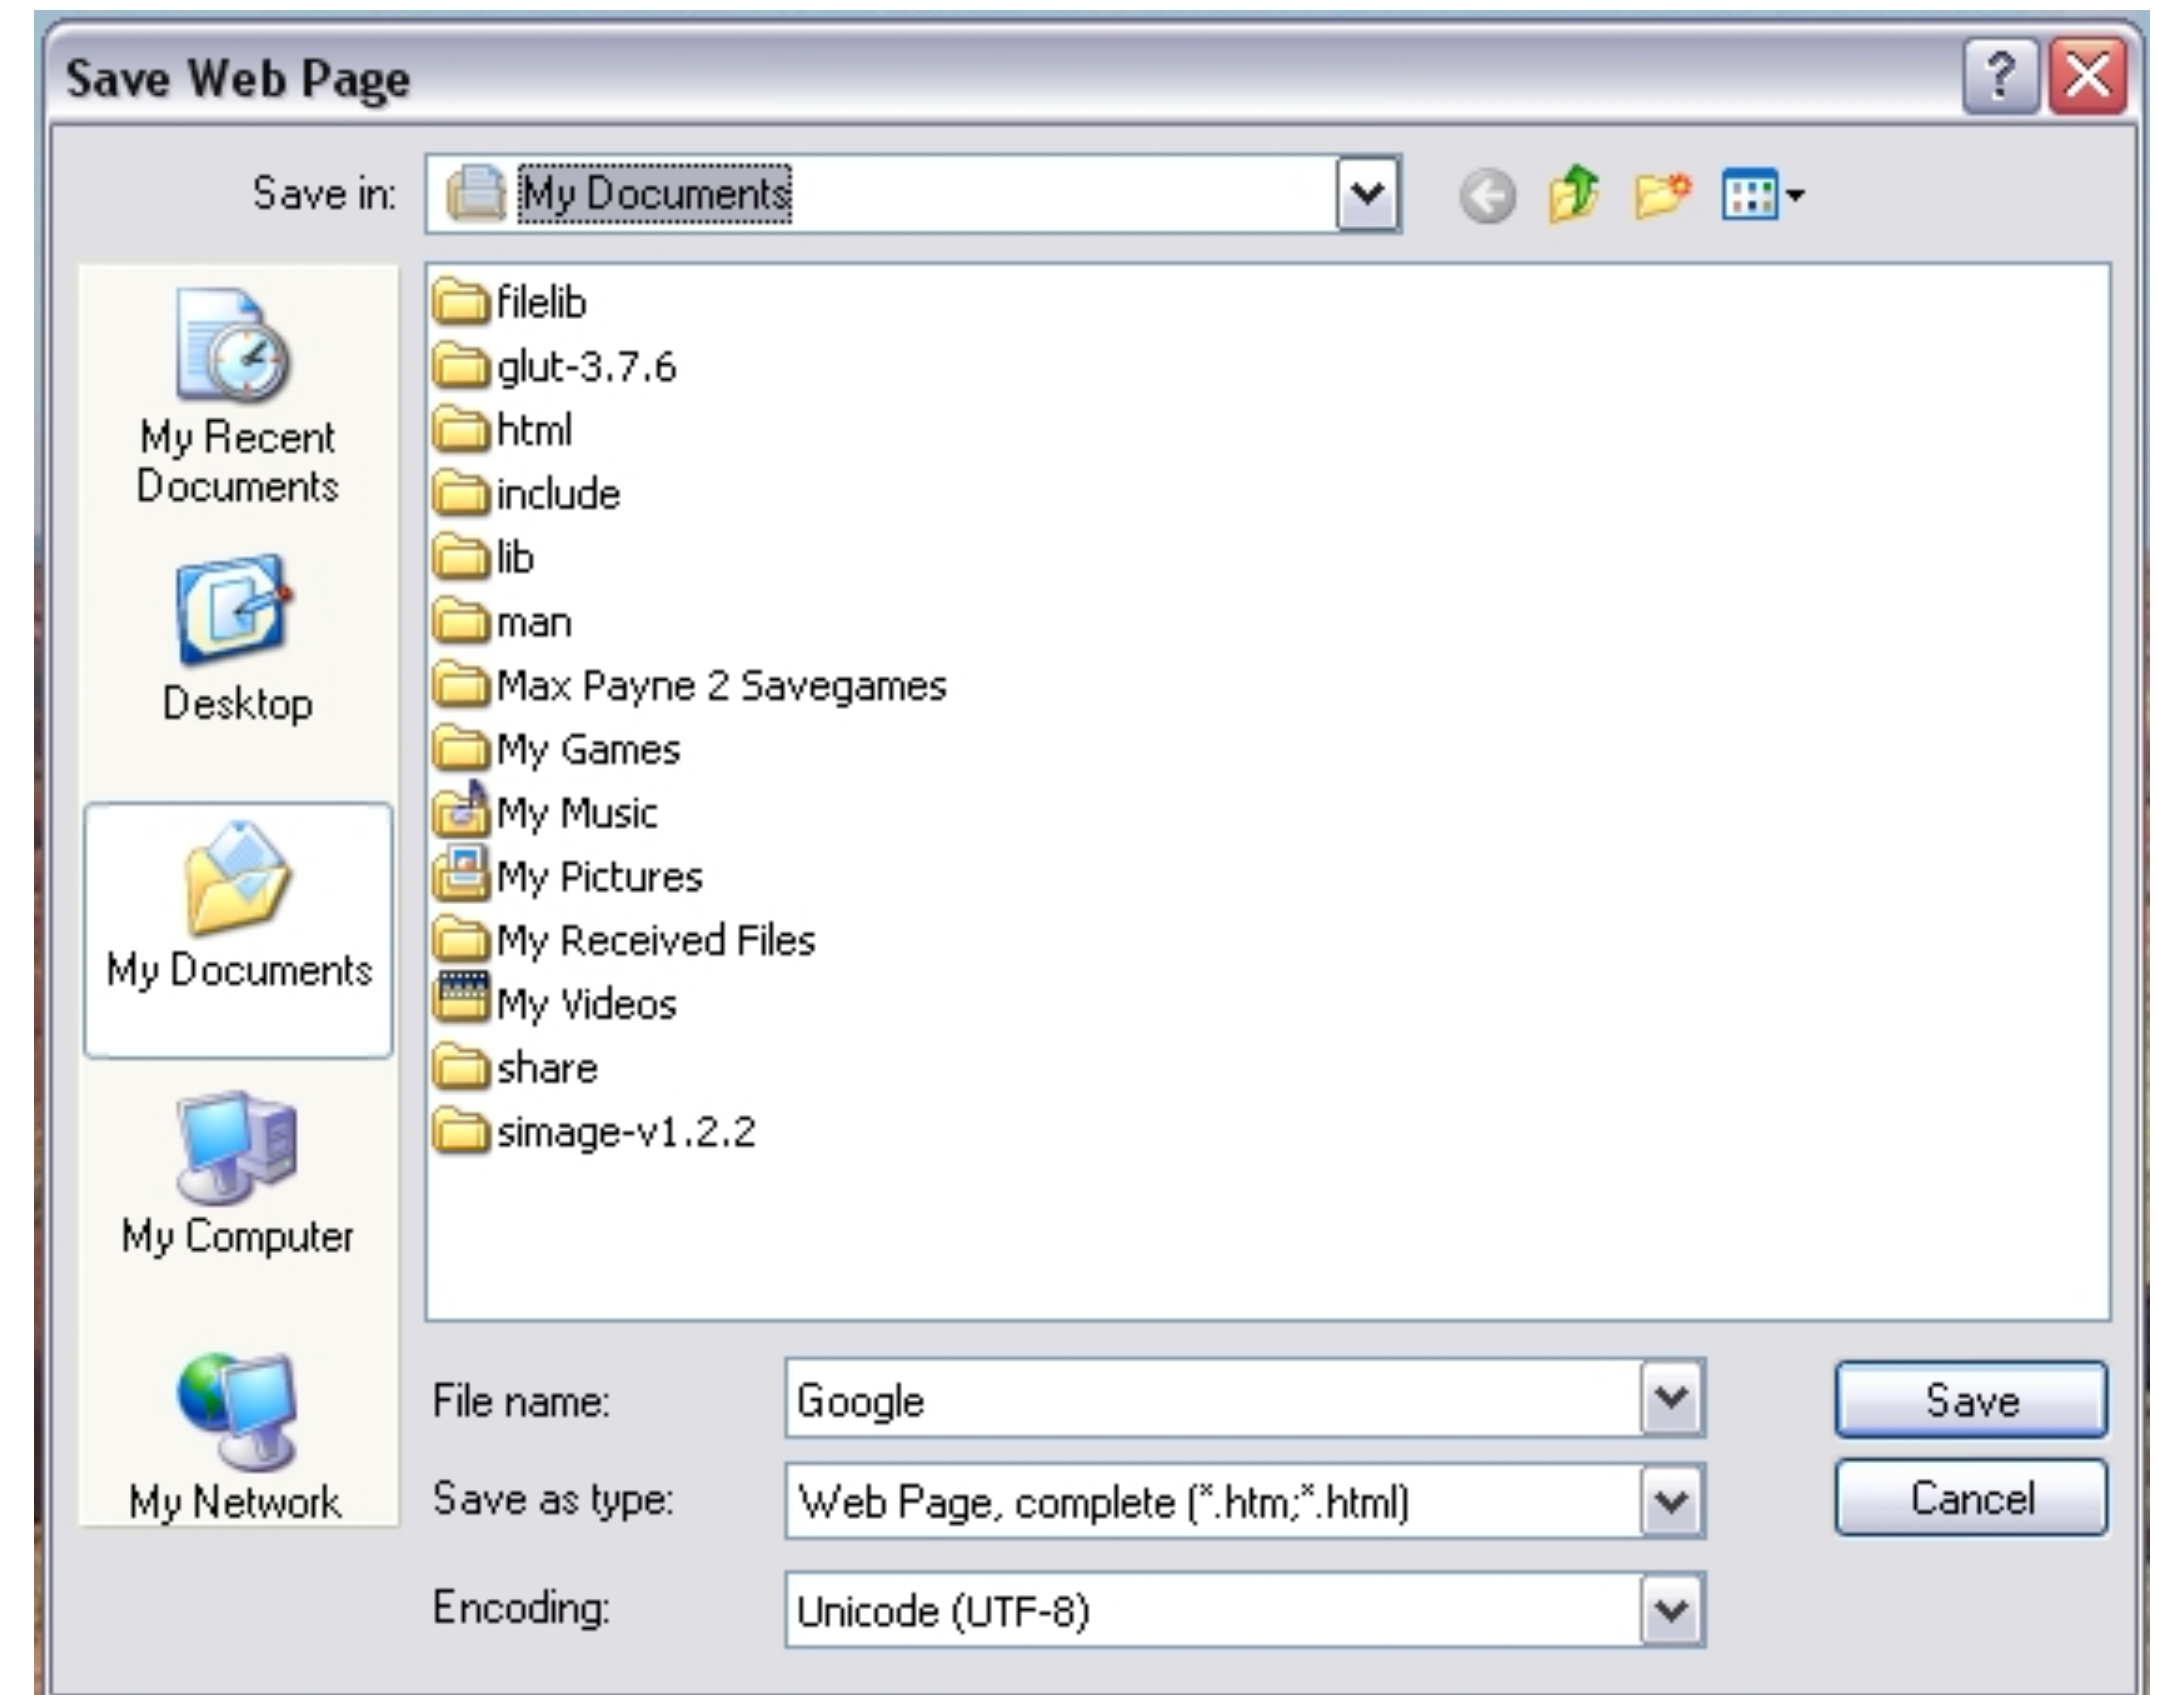 Save Web Page
?
Save in:
My Documents
My Recent
Documents
Desktop
My Documents
My Computer
My Network
filelib
glut-3.7.6
html
include
lib
man
Max Payne 2 Savegames
My Games
My Music
My Pictures
My Received Files
My Videos
share
simage-v1.2.2
File name:
Google
Save
Save as type:
Web Page, complete (*.htm;*.html)
Cancel
Encoding:
Unicode (UTF-8)